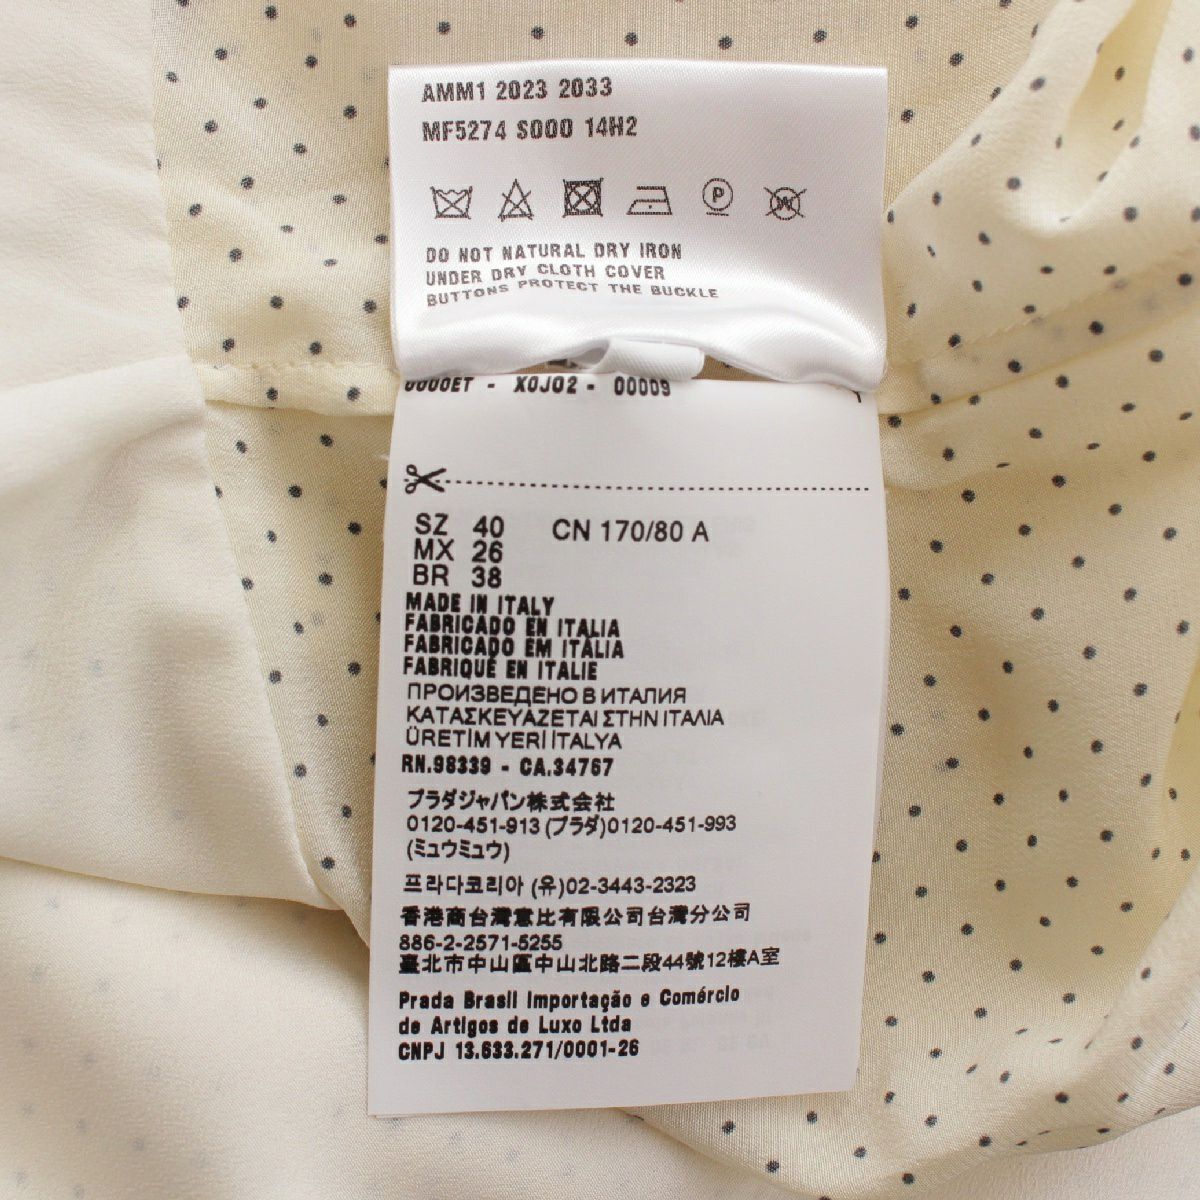 AMM1 2023 2033
MF5274 S000 14H2
P W
DO NOT NATURAL DRY IRON
UNDER DRY CLOTH COVER
BUTTONS PROTECT THE BUCKLE
0000ET - X0J02 - 00009
SZ 40 CN 170/80 A
MX 26
BR 38
MADE IN ITALY
FABRICADO EN ITALIA
FABRICADO EM ITÁLIA
FABRIQUÉ EN ITALIE
ПРОИЗВЕДЕНО В ИТАЛИЯ
ΚΑΤΑΣΚΕΥΑΖΕΤΑΙ ΣΤΗΝ ΙΤΑΛΙΑ
ÜRETİM YERİ İTALYA
RN.98339 - CA.34767
プラダジャパン株式会社
0120-451-913 (プラダ)0120-451-993
(ミュウミュウ)
프라다코리아 (유)02-3443-2323
香港商台灣意比有限公司台灣分公司
886-2-2571-5255
臺北市中山區中山北路二段44號12樓A室
Prada Brasil Importação e Comércio
de Artigos de Luxo Ltda
CNPJ 13.633.271/0001-26